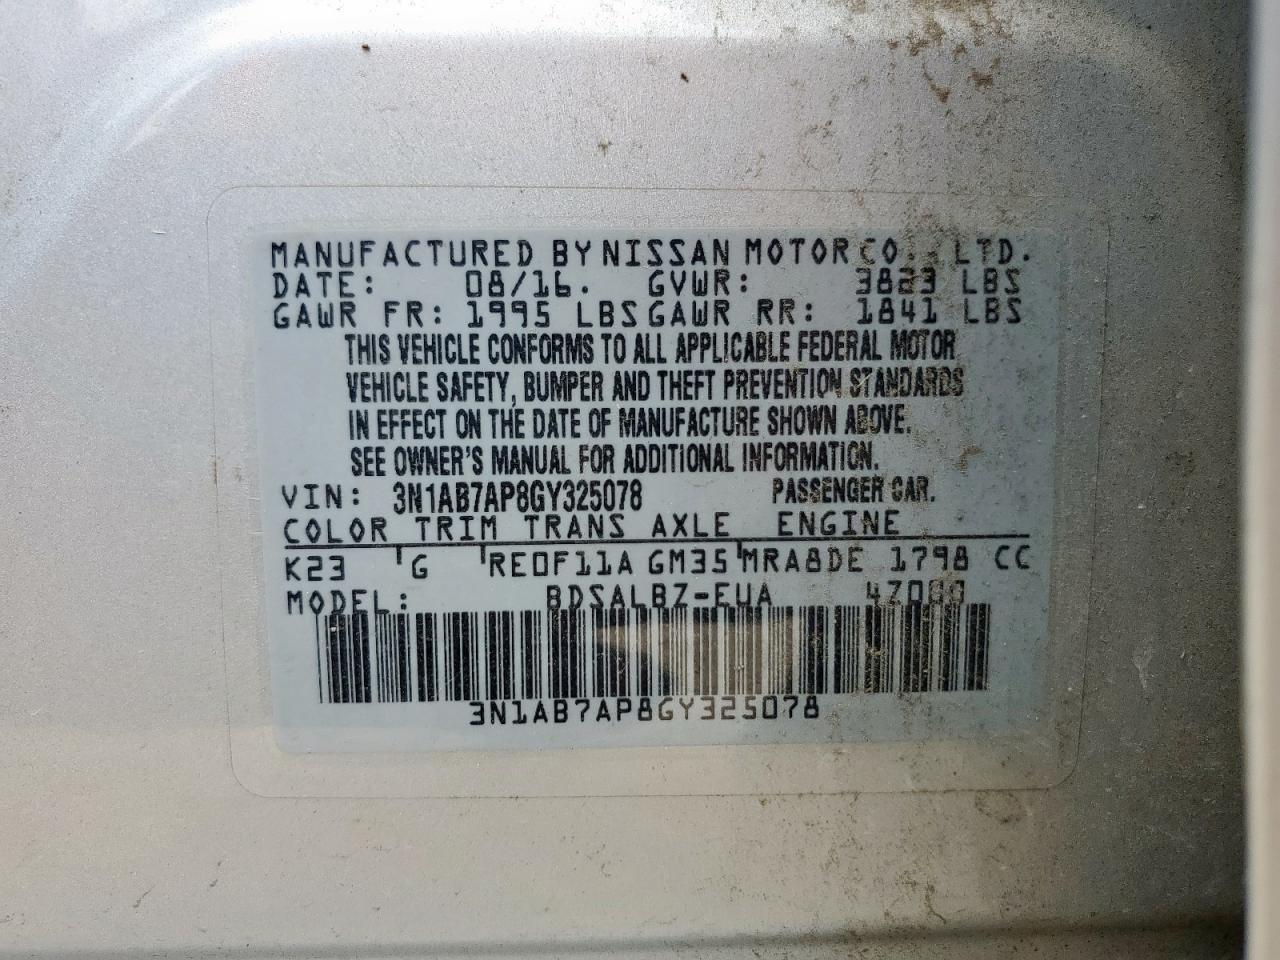 MANUFACTURED BY NISSAN MOTOR CO., LTD.
DATE: 08/16. GVWR: 3823 LBS
GAWR FR: 1995 LBS GAWR RR: 1841 LBS
THIS VEHICLE CONFORMS TO ALL APPLICABLE FEDERAL MOTOR
VEHICLE SAFETY, BUMPER AND THEFT PREVENTION STANDARDS
IN EFFECT ON THE DATE OF MANUFACTURE SHOWN ABOVE.
SEE OWNER'S MANUAL FOR ADDITIONAL INFORMATION.
VIN: 3N1AB7AP8GY325078 PASSENGER CAR.
COLOR TRIM TRANS AXLE ENGINE
K23 G RE0F11A GM35 MRA8DE 1798 CC
MODEL: BDSALBZ-EUA
3N1AB7AP8GY325078